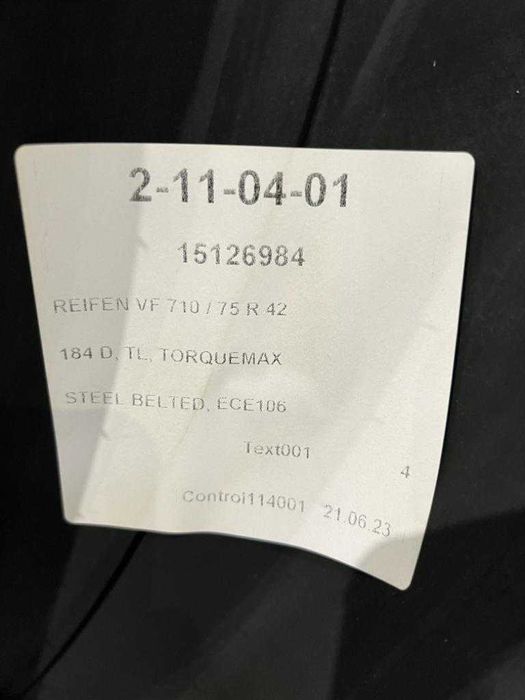 2-11-04-01
15126984
REIFEN VF 710 / 75 R 42
184 D, TL, TORQUEMAX
STEEL BELTED, ECE106
Text001
4
Control114001 21.06.23